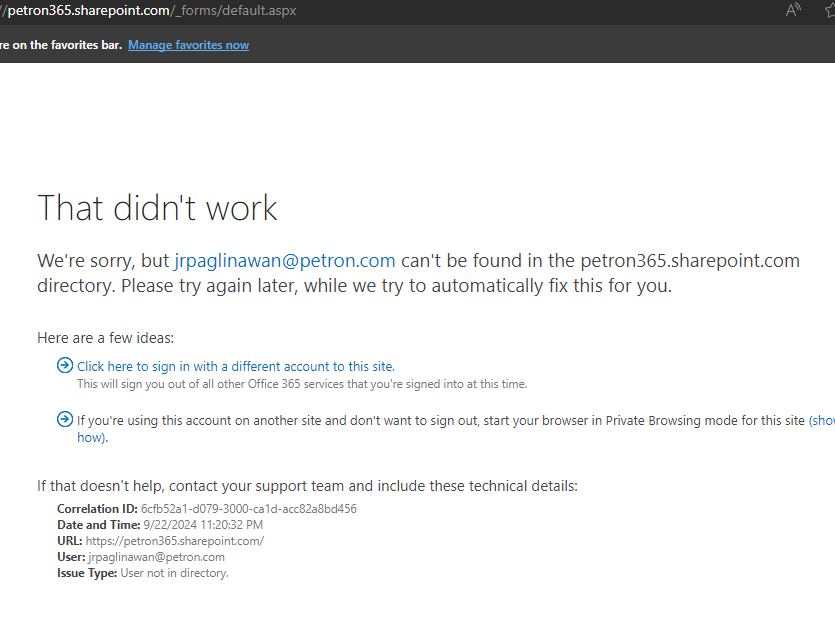 //petron365.sharepoint.com/_forms/default.aspx
re on the favorites bar. Manage favorites now
That didn't work
We're sorry, but jrpaglinawan@petron.com can't be found in the petron365.sharepoint.com
directory. Please try again later, while we try to automatically fix this for you.
Here are a few ideas:
Click here to sign in with a different account to this site.
This will sign you out of all other Office 365 services that you're signed into at this time.
If you're using this account on another site and don't want to sign out, start your browser in Private Browsing mode for this site (show
how).
If that doesn't help, contact your support team and include these technical details:
Correlation ID: 6cfb52a1-d079-3000-ca1d-acc82a8bd456
Date and Time: 9/22/2024 11:20:32 PM
URL: https://petron365.sharepoint.com/
User: jrpaglinawan@petron.com
Issue Type: User not in directory.